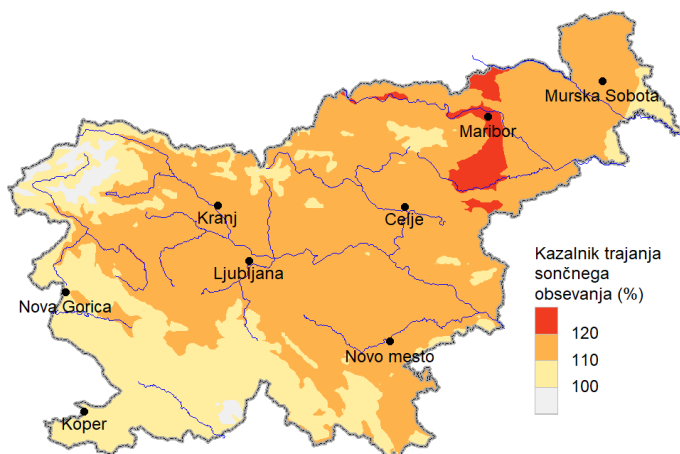 Murska Sobota
Maribor
Kranj
Celje
Ljubljana
Nova Gorica
Novo mesto
Koper
Kazalnik trajanja
sončnega
obsevanja (%)
120
110
100